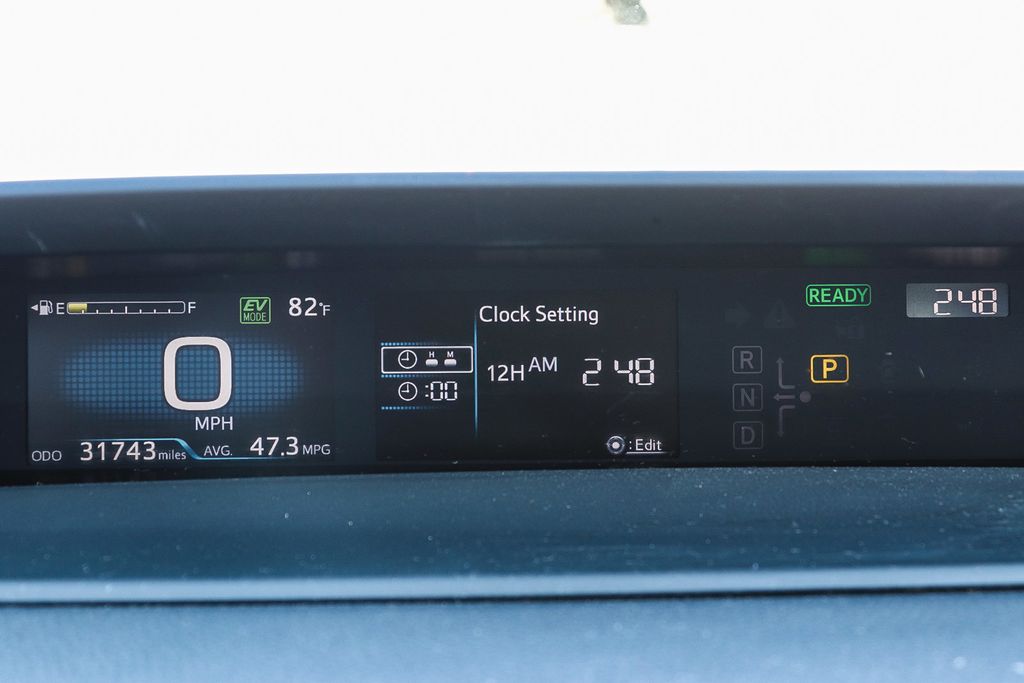 E F
EV
MODE
82°F
0
MPH
ODO 31743 miles AVG. 47.3 MPG
Clock Setting
H M
:00
12H AM 2 48
: Edit
R
N
D
P
READY
2 48